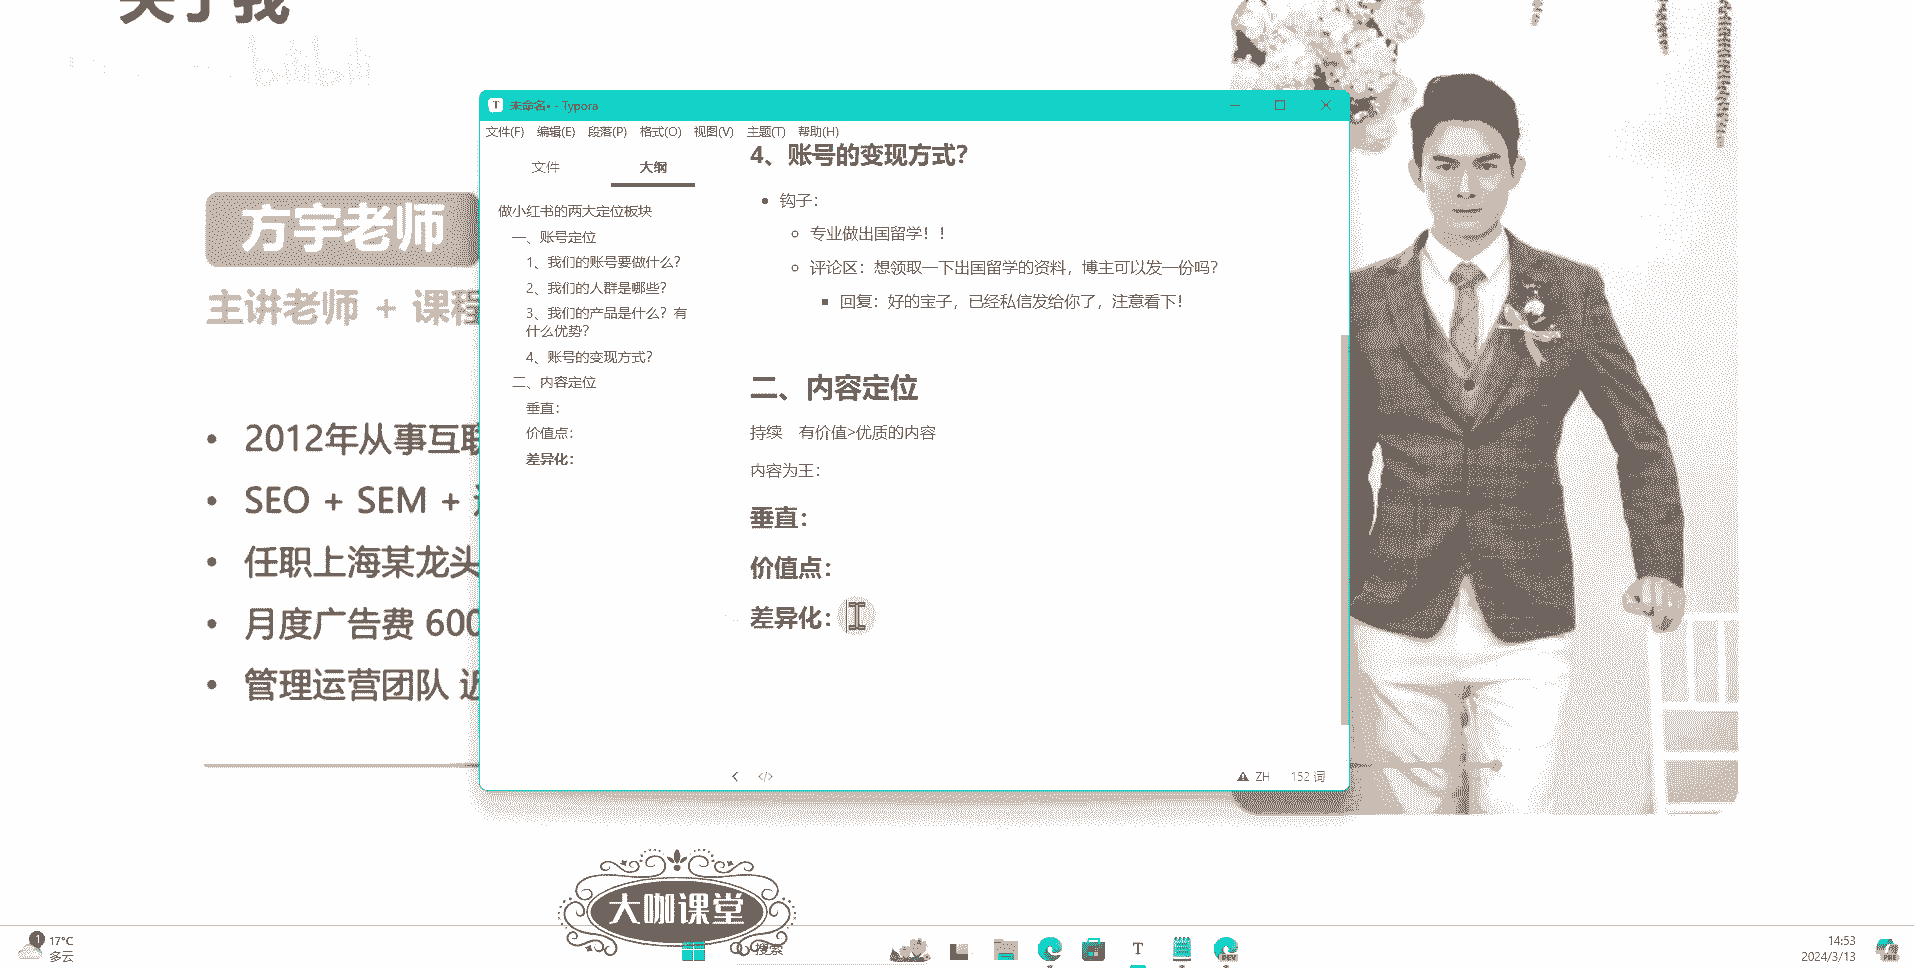 关于我
bilibili
方宇老师
主讲老师 + 课程
• 2012年从事互联
• SEO + SEM +
• 任职上海某龙头
• 月度广告费 600
• 管理运营团队 近
未命名• - Typora
文件(F) 编辑(E) 段落(P) 格式(O) 视图(V) 主题(T) 帮助(H)
文件 大纲
做小红书的两大定位板块
一、账号定位
1、我们的账号要做什么？
2、我们的人群是哪些？
3、我们的产品是什么？有
什么优势？
4、账号的变现方式？
二、内容定位
垂直：
价值点：
差异化：
4、账号的变现方式？
• 钩子：
专业做出国留学！！
评论区：想领取一下出国留学的资料，博主可以发一份吗？
回复：好的宝子，已经私信发给你了，注意看下！
二、内容定位
持续 有价值>优质的内容
内容为王：
垂直：
价值点：
差异化：
</> ZH 152 词
大咖课堂
1
17°C
多云
搜索
T
DEV
14:53
2024/3/13
PRE